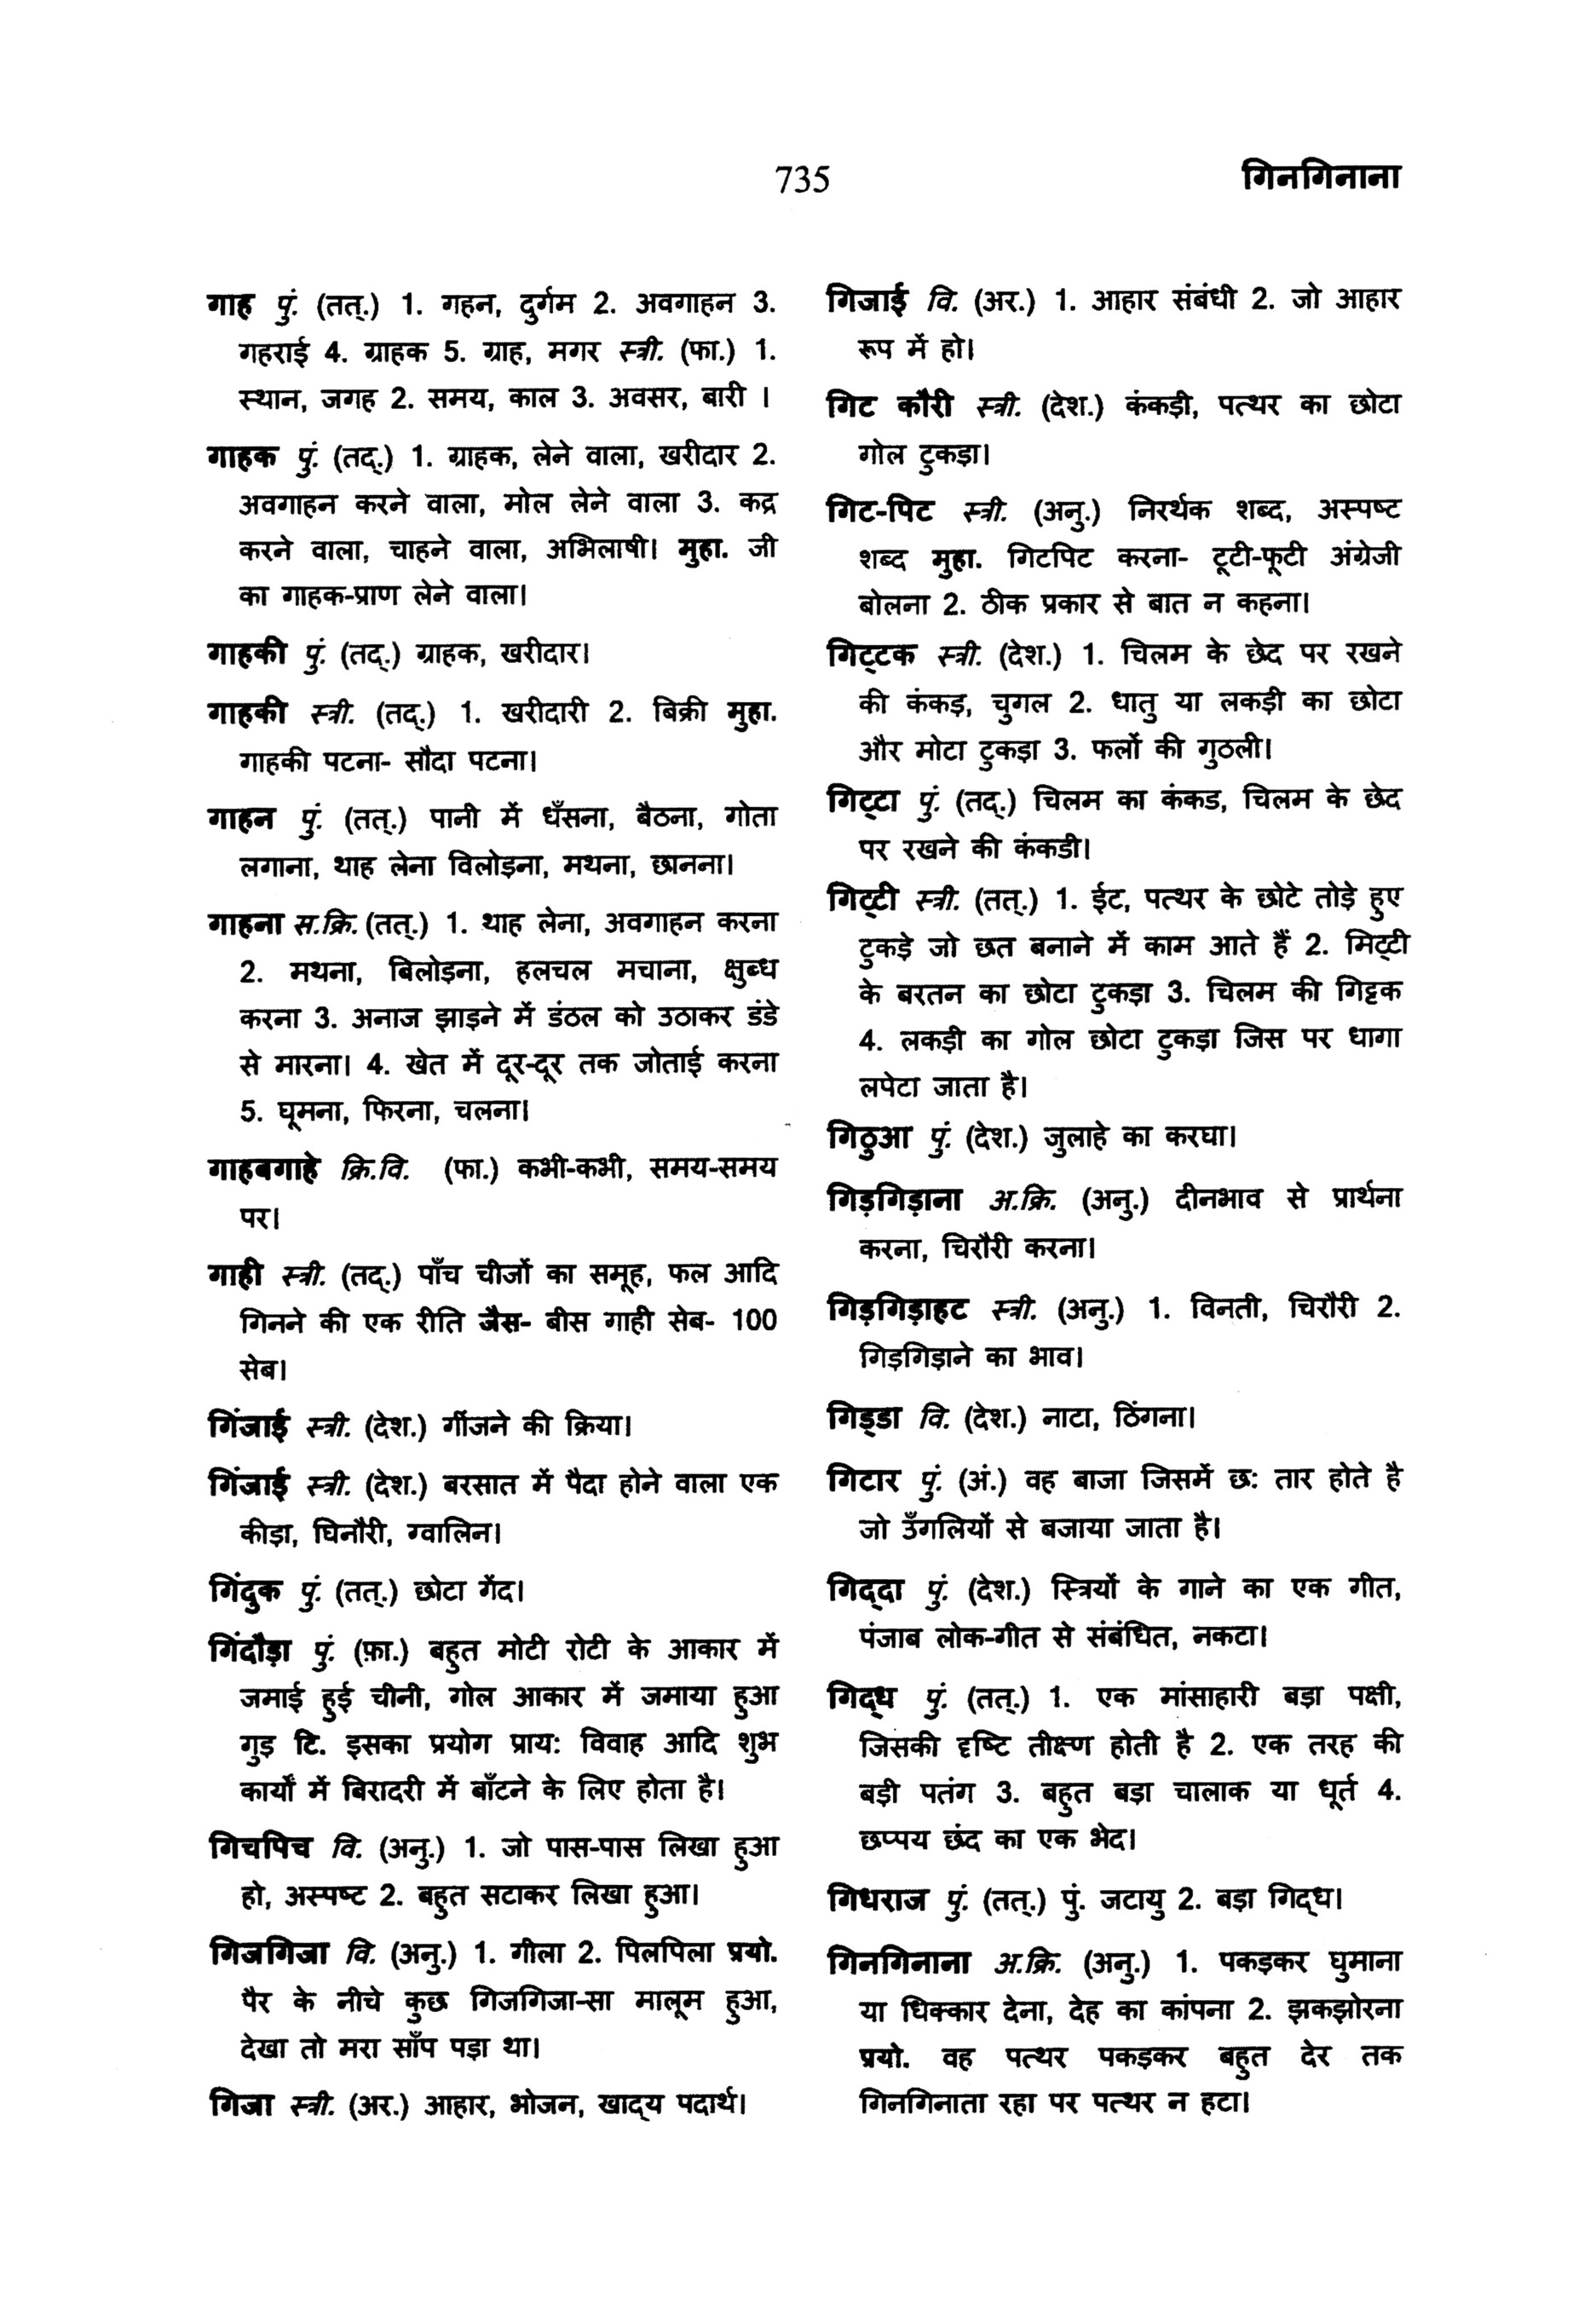 735
गिनगिनाना
गाह पुं. (तत्.) 1. गहन, दुर्गम 2. अवगाहन 3.
गहराई 4. ग्राहक 5. ग्राह, मगर स्त्री. (फा.) 1.
स्थान, जगह 2. समय, काल 3. अवसर, बारी ।
गाहक पुं. (तद्.) 1. ग्राहक, लेने वाला, खरीदार 2.
अवगाहन करने वाला, मोल लेने वाला 3. कद्र
करने वाला, चाहने वाला, अभिलाषी। मुहा. जी
का गाहक-प्राण लेने वाला।
गाहकी पुं. (तद्.) ग्राहक, खरीदार।
गाहकी स्त्री. (तद्.) 1. खरीदारी 2. बिक्री मुहा.
गाहकी पटना- सौदा पटना।
गाहन पुं. (तत्.) पानी में धँसना, बैठना, गोता
लगाना, थाह लेना विलोड़ना, मथना, छानना।
गाहना स.क्रि. (तत्.) 1. थाह लेना, अवगाहन करना
2. मथना, बिलोड़ना, हलचल मचाना, क्षुब्ध
करना 3. अनाज झाड़ने में डंठल को उठाकर डंडे
से मारना। 4. खेत में दूर-दूर तक जोताई करना
5. घूमना, फिरना, चलना।
गाहबगाहे क्रि.वि. (फा.) कभी-कभी, समय-समय
पर।
गाही स्त्री. (तद्.) पाँच चीजों का समूह, फल आदि
गिनने की एक रीति जैस- बीस गाही सेब- 100
सेब।
गिंजाई स्त्री. (देश.) गींजने की क्रिया।
गिंजाई स्त्री. (देश.) बरसात में पैदा होने वाला एक
कीड़ा, घिनौरी, ग्वालिन।
गिंदुक पुं. (तत्.) छोटा गेंद।
गिंदौड़ा पुं. (फ़ा.) बहुत मोटी रोटी के आकार में
जमाई हुई चीनी, गोल आकार में जमाया हुआ
गुड़ टि. इसका प्रयोग प्राय: विवाह आदि शुभ
कार्यों में बिरादरी में बाँटने के लिए होता है।
गिचपिच वि. (अनु.) 1. जो पास-पास लिखा हुआ
हो, अस्पष्ट 2. बहुत सटाकर लिखा हुआ।
गिजगिजा वि. (अनु.) 1. गीला 2. पिलपिला प्रयो.
पैर के नीचे कुछ गिजगिजा-सा मालूम हुआ,
देखा तो मरा साँप पड़ा था।
गिजा स्त्री. (अर.) आहार, भोजन, खाद्‌य पदार्थ।
गिजाई वि. (अर.) 1. आहार संबंधी 2. जो आहार
रूप में हो।
गिट कौरी स्त्री. (देश.) कंकड़ी, पत्थर का छोटा
गोल टुकड़ा।
गिट-पिट स्त्री. (अनु.) निरर्थक शब्द, अस्पष्ट
शब्द मुहा. गिटपिट करना- टूटी-फूटी अंग्रेजी
बोलना 2. ठीक प्रकार से बात न कहना।
गिट्‌टक स्त्री. (देश.) 1. चिलम के छेद पर रखने
की कंकड़, चुगल 2. धातु या लकड़ी का छोटा
और मोटा टुकड़ा 3. फलों की गुठली।
गिट्‌टा पुं. (तद्.) चिलम का कंकड, चिलम के छेद
पर रखने की कंकडी।
गिट्‌टी स्त्री. (तत्.) 1. ईट, पत्थर के छोटे तोड़े हुए
टुकड़े जो छत बनाने में काम आते हैं 2. मिट्‌टी
के बरतन का छोटा टुकड़ा 3. चिलम की गिट्टक
4. लकड़ी का गोल छोटा टुकड़ा जिस पर धागा
लपेटा जाता है।
गिठुआ पुं. (देश.) जुलाहे का करघा।
गिड़गिड़ाना अ.क्रि. (अनु.) दीनभाव से प्रार्थना
करना, चिरौरी करना।
गिड़गिड़ाहट स्त्री. (अनु.) 1. विनती, चिरौरी 2.
गिड़गिड़ाने का भाव।
गिड्‌डा वि. (देश.) नाटा, ठिंगना।
गिटार पुं. (अं.) वह बाजा जिसमें छ: तार होते है
जो उँगलियों से बजाया जाता है।
गिद्‌दा पुं. (देश.) स्त्रियों के गाने का एक गीत,
पंजाब लोक-गीत से संबंधित, नकटा।
गिद्‌ध पुं. (तत्.) 1. एक मांसाहारी बड़ा पक्षी,
जिसकी दृष्टि तीक्ष्ण होती है 2. एक तरह की
बड़ी पतंग 3. बहुत बड़ा चालाक या धूर्त 4.
छप्पय छंद का एक भेद।
गिधराज पुं. (तत्.) पुं. जटायु 2. बड़ा गिद्‌ध।
गिनगिनाना अ.क्रि. (अनु.) 1. पकड़कर घुमाना
या धिक्कार देना, देह का कांपना 2. झकझोरना
प्रयो. वह पत्थर पकड़कर बहुत देर तक
गिनगिनाता रहा पर पत्थर न हटा।